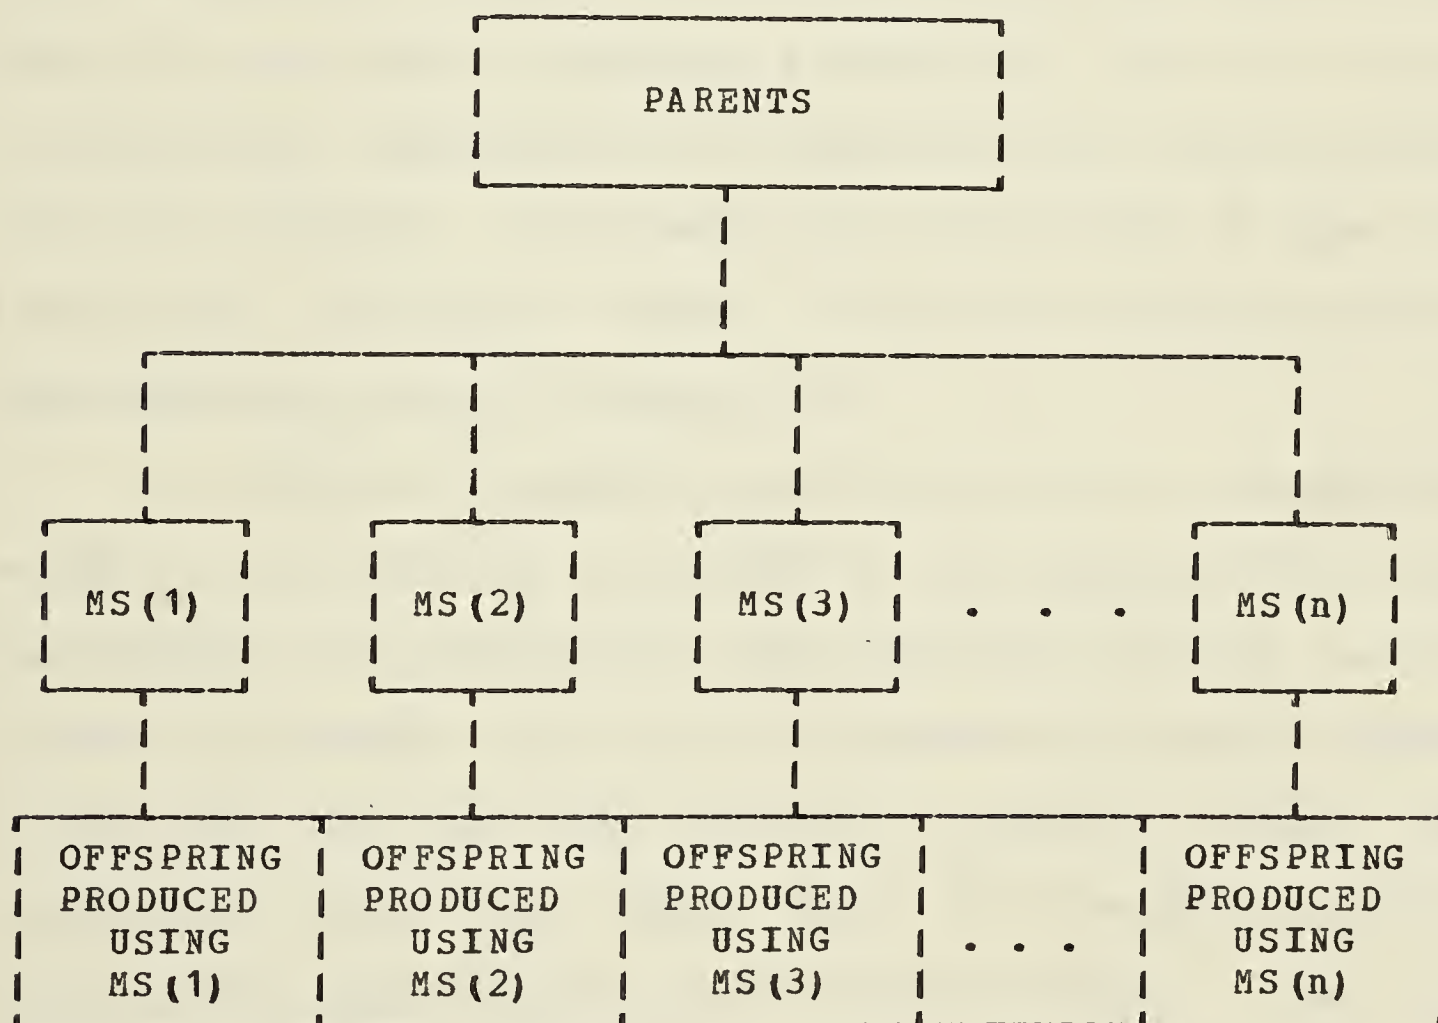 PARENTS
MS(1) MS(2) MS(3) . . . MS(n)
OFFSPRING OFFSPRING OFFSPRING OFFSPRING
PRODUCED PRODUCED PRODUCED PRODUCED
USING USING USING . . . USING
MS(1) MS(2) MS(3) MS(n)